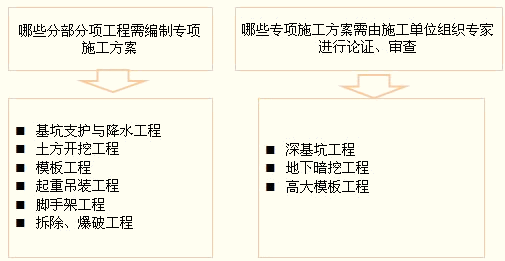 哪些分部分项工程需编制专项
施工方案
哪些专项施工方案需由施工单位组织专家
进行论证、审查
■ 基坑支护与降水工程
■ 土方开挖工程
■ 模板工程
■ 起重吊装工程
■ 脚手架工程
■ 拆除、爆破工程
■ 深基坑工程
■ 地下暗挖工程
■ 高大模板工程